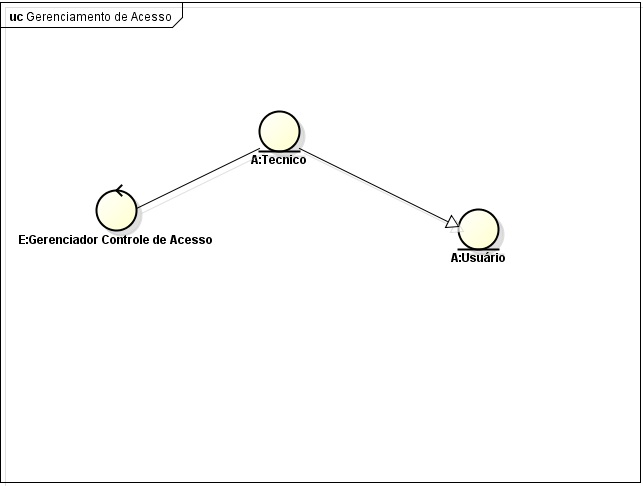 uc Gerenciamento de Acesso
A:Tecnico
E:Gerenciador Controle de Acesso
A:Usuário